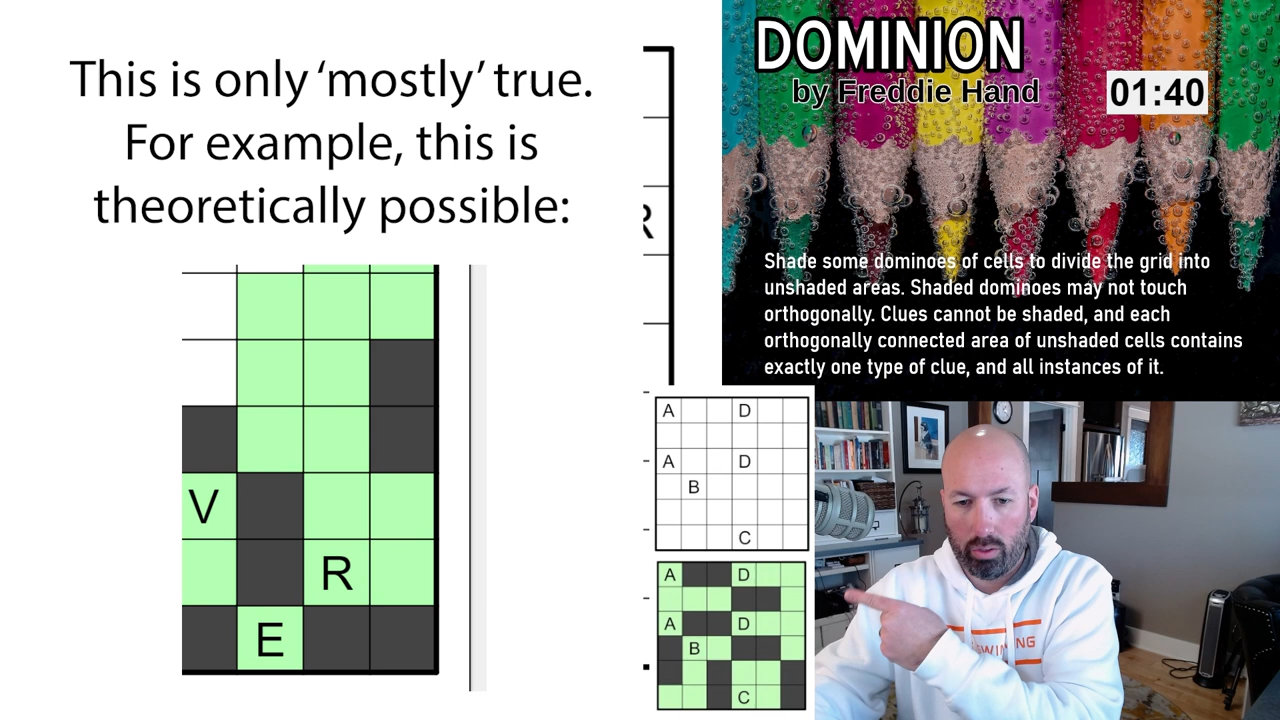 This is only ‘mostly’ true.
For example, this is
theoretically possible:
V
R
E
R
DOMINION
by Freddie Hand
01:40
Shade some dominoes of cells to divide the grid into
unshaded areas. Shaded dominoes may not touch
orthogonally. Clues cannot be shaded, and each
orthogonally connected area of unshaded cells contains
exactly one type of clue, and all instances of it.
A D
A D
B
C
A D
A D
B
C